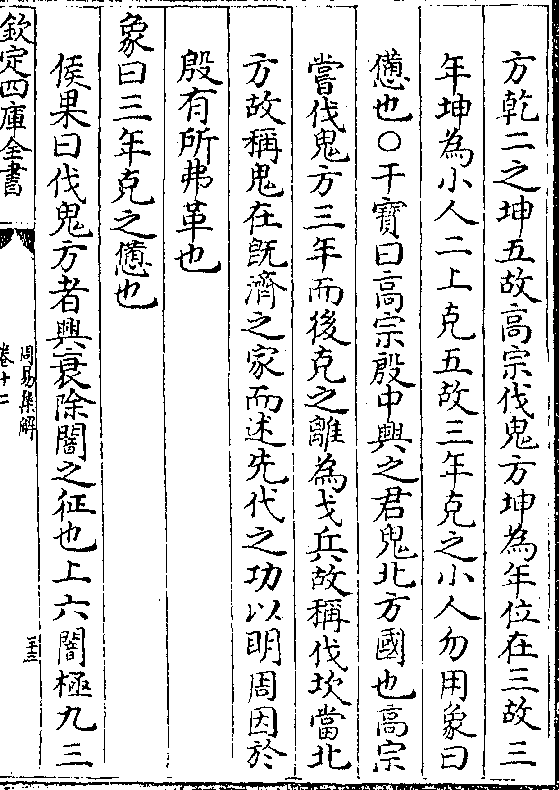 方乾二之坤五故高宗伐鬼方坤為年位在三故三
年坤為小人二上克五故三年克之小人勿用象曰
憊也○干寶曰高宗殷中興之君鬼北方國也高宗
嘗伐鬼方三年而後克之離為戈兵故稱伐坎當北
方故稱鬼在既濟之家而述先代之功以明周因於
殷有所弗革也
象曰三年克之憊也
侯果曰伐鬼方者興衰除闇之征也上六闇極九三
欽定四庫全書
周易集解
卷十二